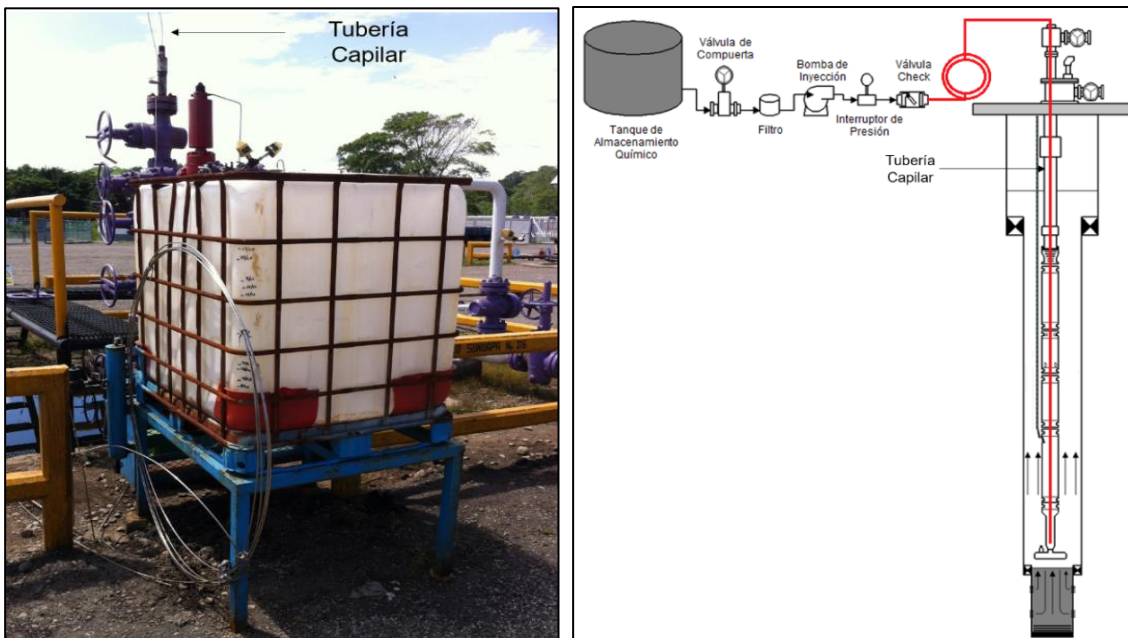 Tubería
Capilar
Válvula de
Compuerta
Bomba de
Inyección
Válvula
Check
Filtro
Interruptor de
Presión
Tanque de
Almacenamiento
Químico
Tubería
Capilar